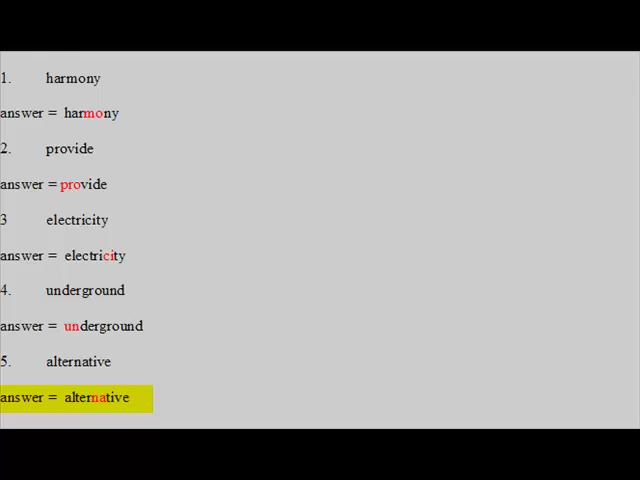 1. harmony
answer = harmony
2. provide
answer = provide
3 electricity
answer = electricity
4. underground
answer = underground
5. alternative
answer = alternative